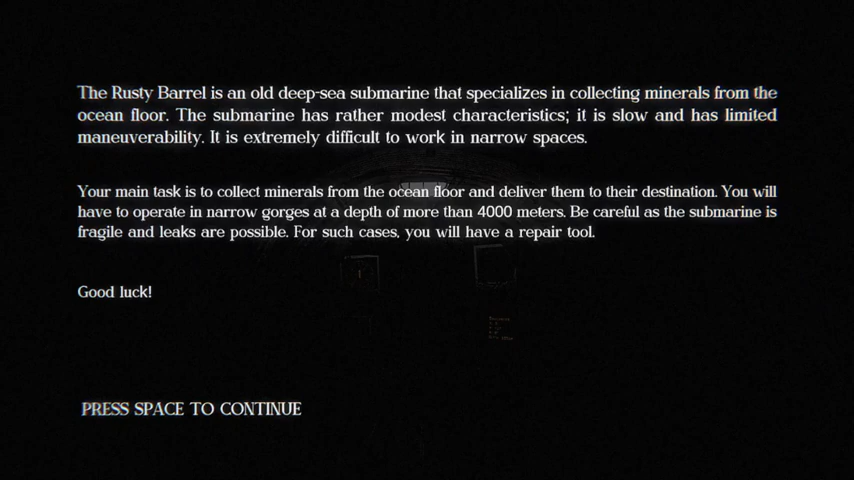 The Rusty Barrel is an old deep-sea submarine that specializes in collecting minerals from the
ocean floor. The submarine has rather modest characteristics; it is slow and has limited
maneuverability. It is extremely difficult to work in narrow spaces.
Your main task is to collect minerals from the ocean floor and deliver them to their destination. You will
have to operate in narrow gorges at a depth of more than 4000 meters. Be careful as the submarine is
fragile and leaks are possible. For such cases, you will have a repair tool.
Good luck!
PRESS SPACE TO CONTINUE